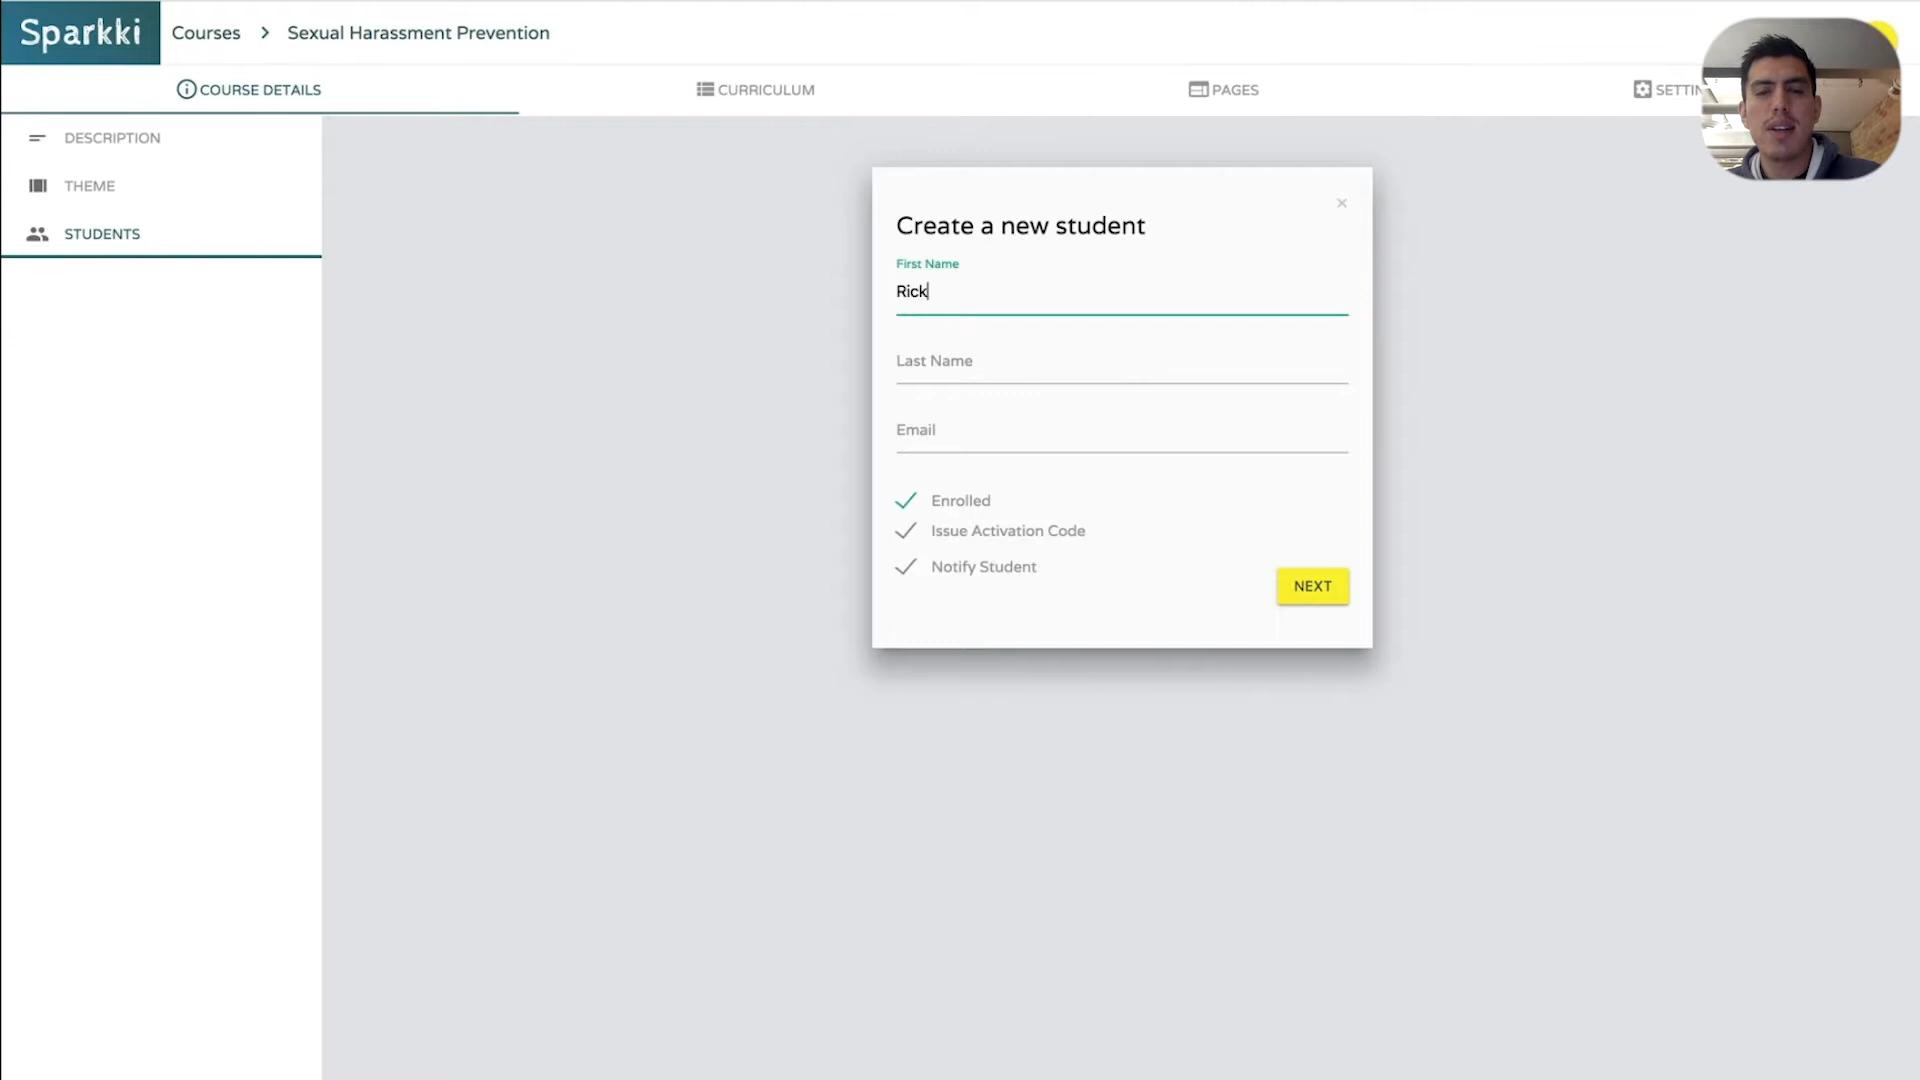 Sparkki
Courses > Sexual Harassment Prevention
COURSE DETAILS
CURRICULUM
PAGES
SETTIN
DESCRIPTION
THEME
STUDENTS
Create a new student
First Name
Rick
Last Name
Email
Enrolled
Issue Activation Code
Notify Student
NEXT